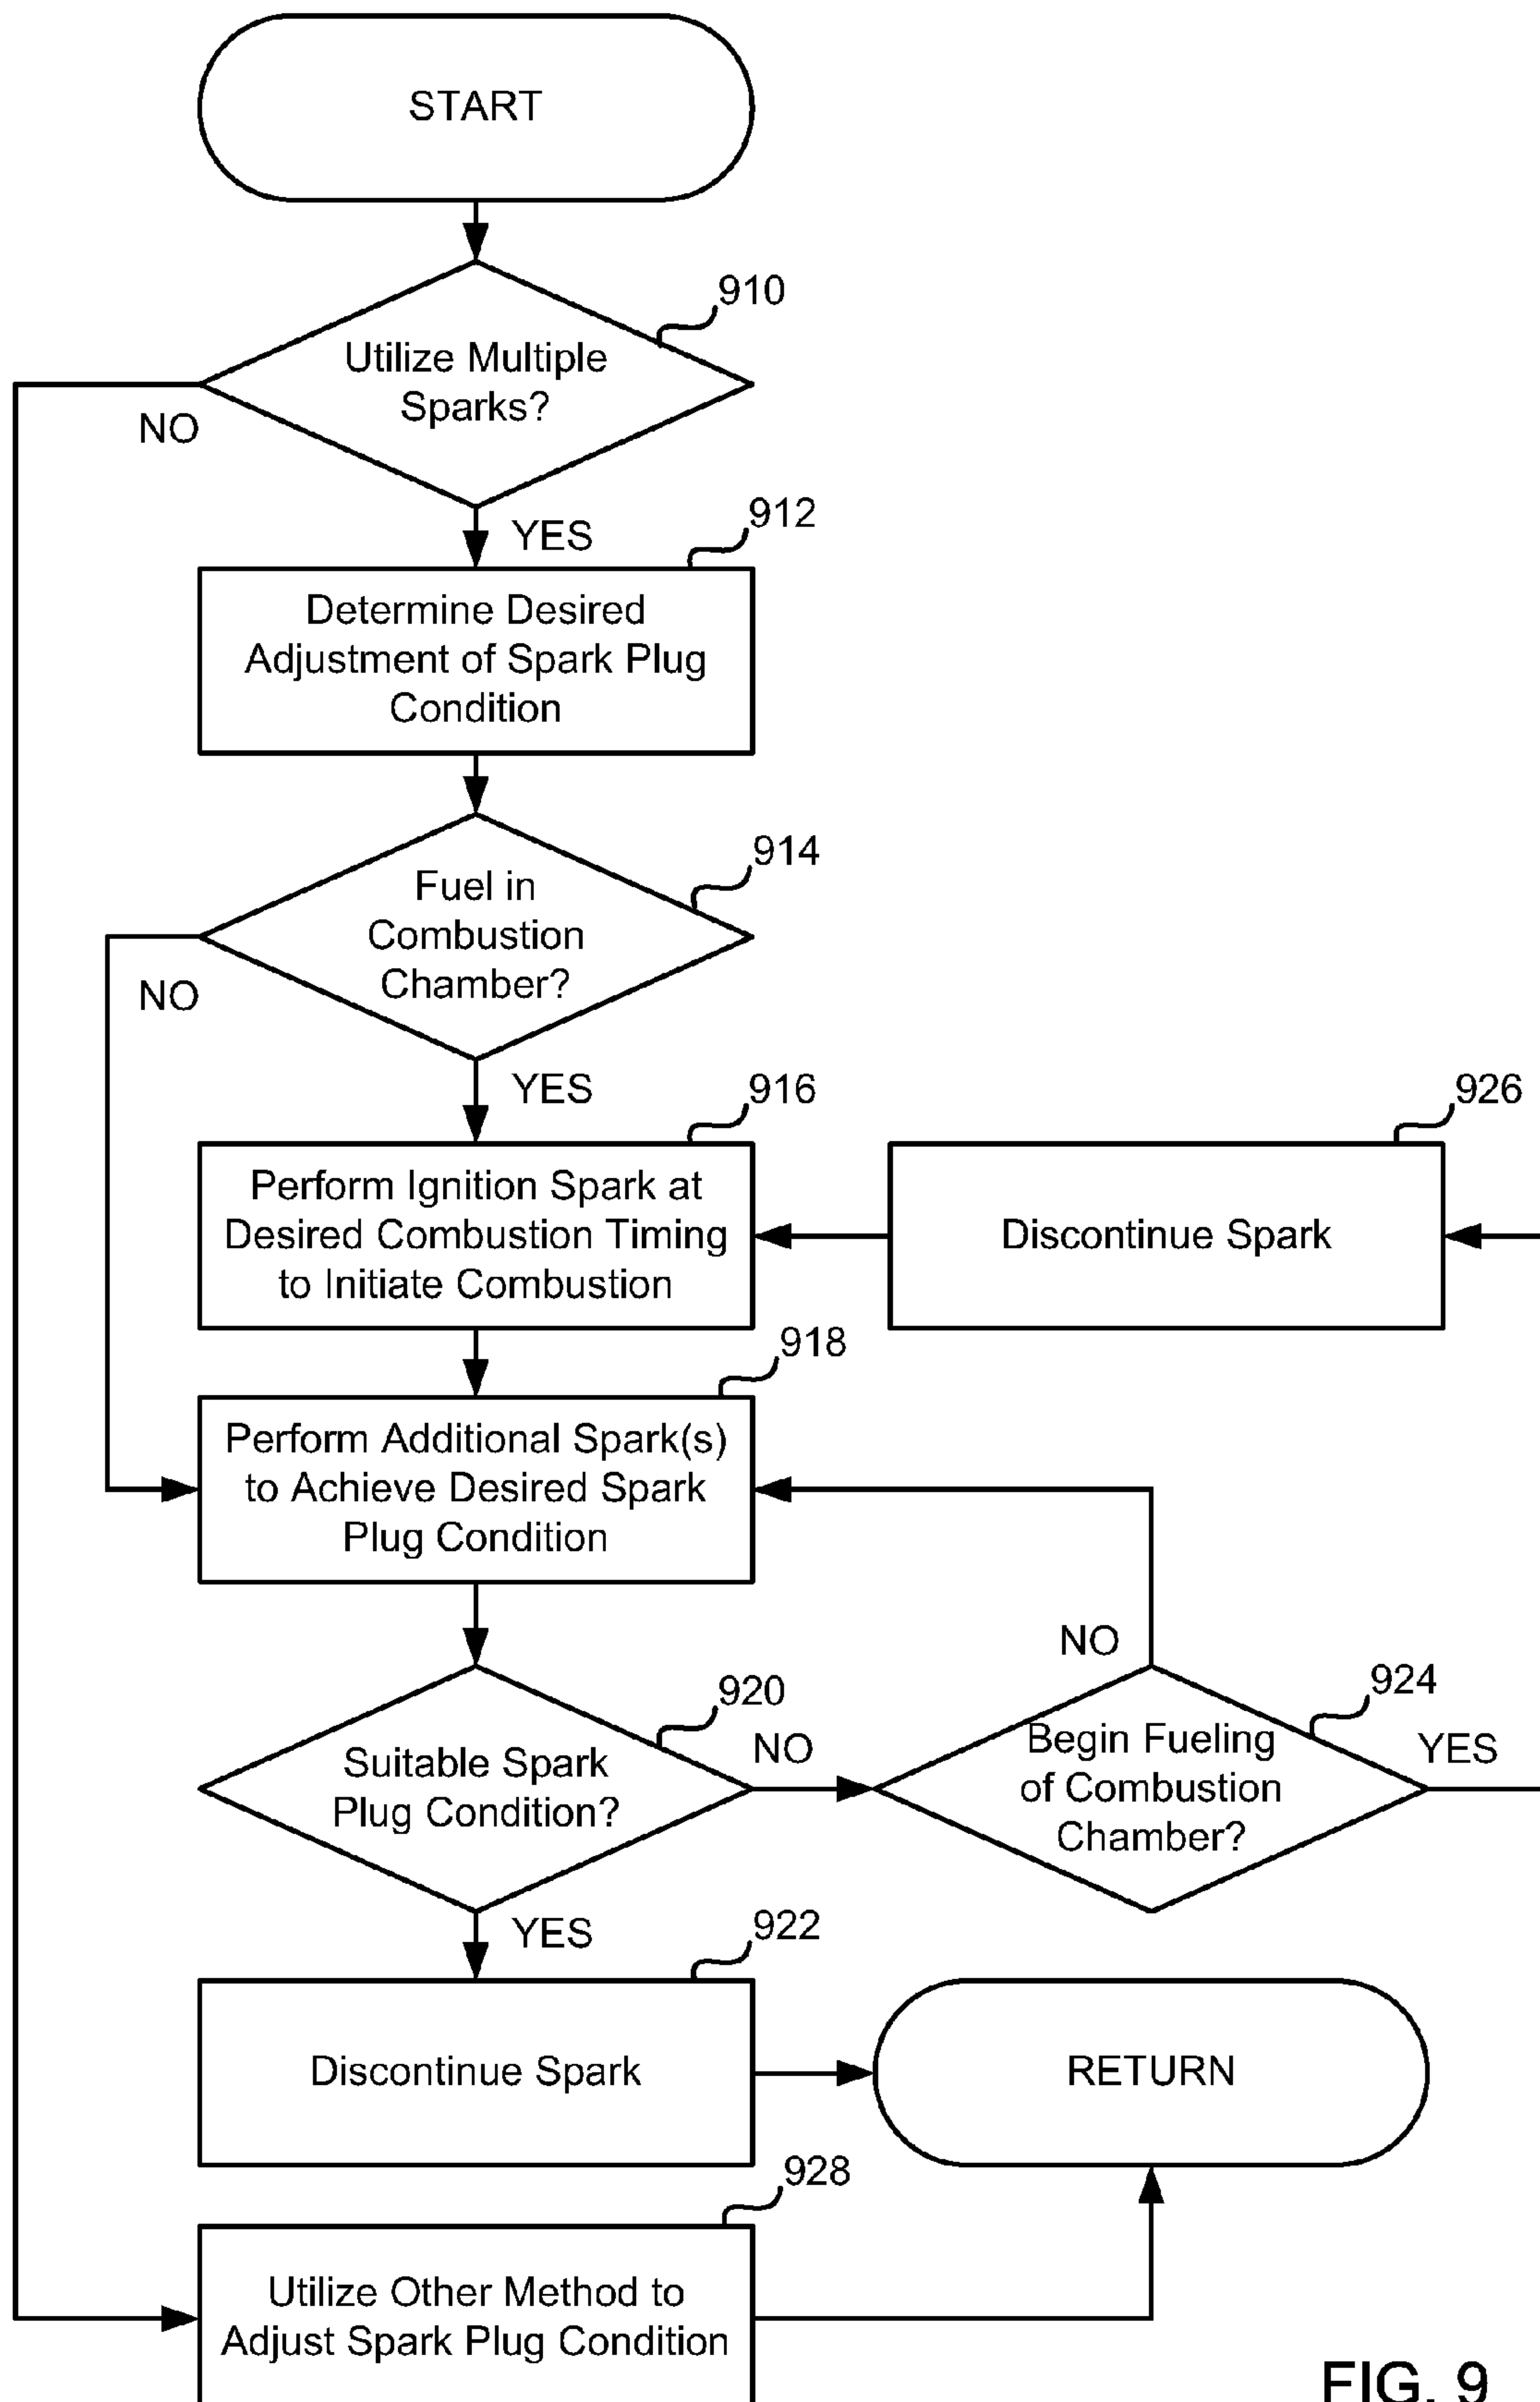 START
910
Utilize Multiple
Sparks?
NO
YES
912
Determine Desired
Adjustment of Spark Plug
Condition
914
Fuel in
Combustion
Chamber?
NO
YES
916
Perform Ignition Spark at
Desired Combustion Timing
to Initiate Combustion
926
Discontinue Spark
918
Perform Additional Spark(s)
to Achieve Desired Spark
Plug Condition
920
Suitable Spark
Plug Condition?
NO
YES
924
Begin Fueling
of Combustion
Chamber?
NO
YES
922
Discontinue Spark
RETURN
928
Utilize Other Method to
Adjust Spark Plug Condition
FIG. 9